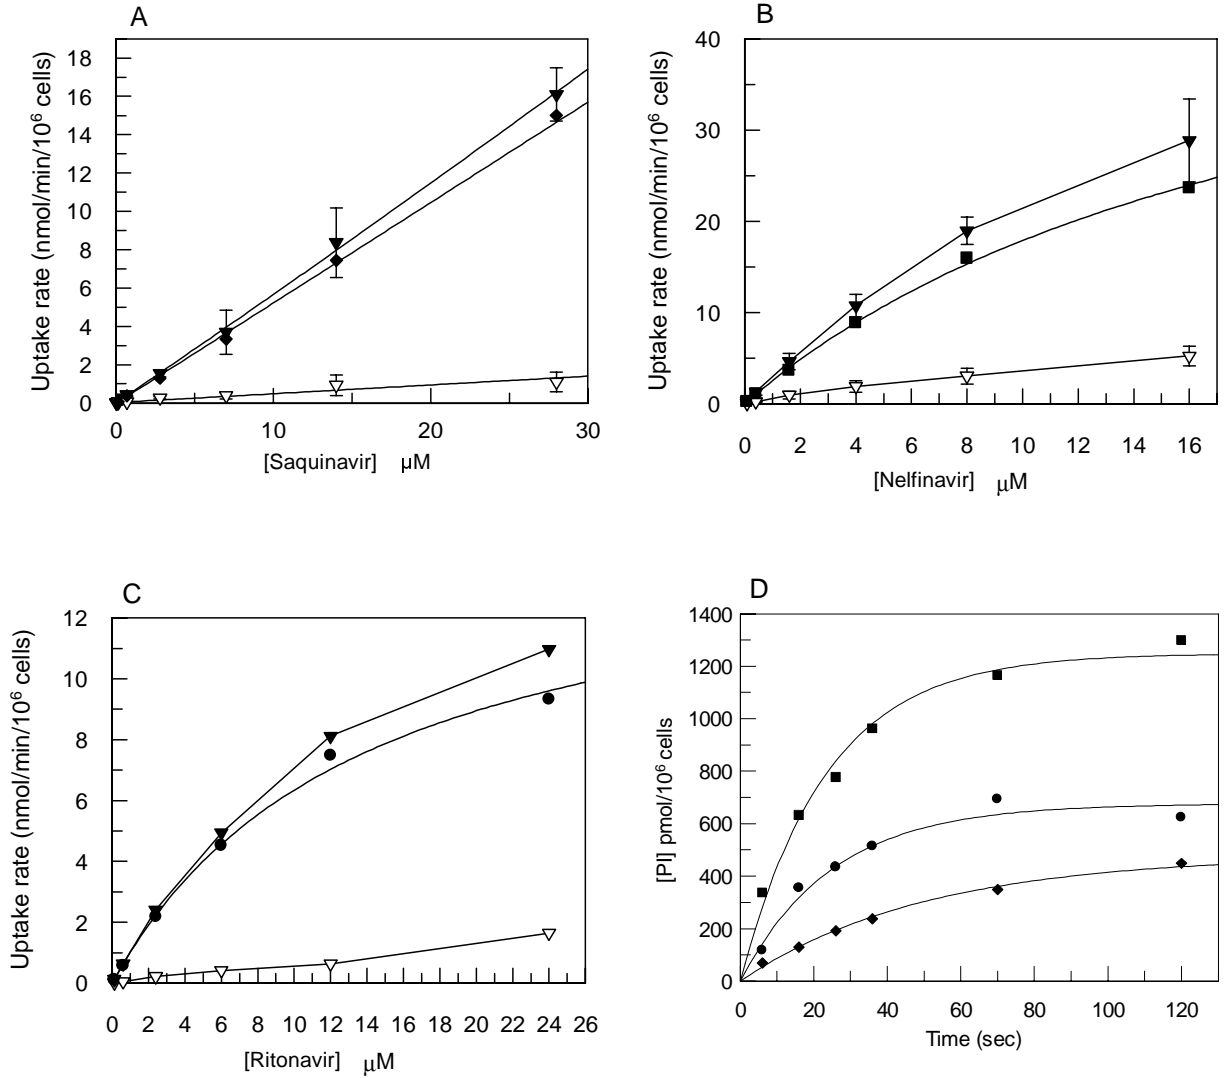 A
Uptake rate (nmol/min/10⁶ cells)
18
16
14
12
10
8
6
4
2
0
0 10 20 30
[Saquinavir] µM
B
Uptake rate (nmol/min/10⁶ cells)
40
30
20
10
0
0 2 4 6 8 10 12 14 16
[Nelfinavir] µM
C
Uptake rate (nmol/min/10⁶ cells)
12
10
8
6
4
2
0
0 2 4 6 8 10 12 14 16 18 20 22 24 26
[Ritonavir] µM
D
[PI] pmol/10⁶ cells
1400
1200
1000
800
600
400
200
0
0 20 40 60 80 100 120
Time (sec)